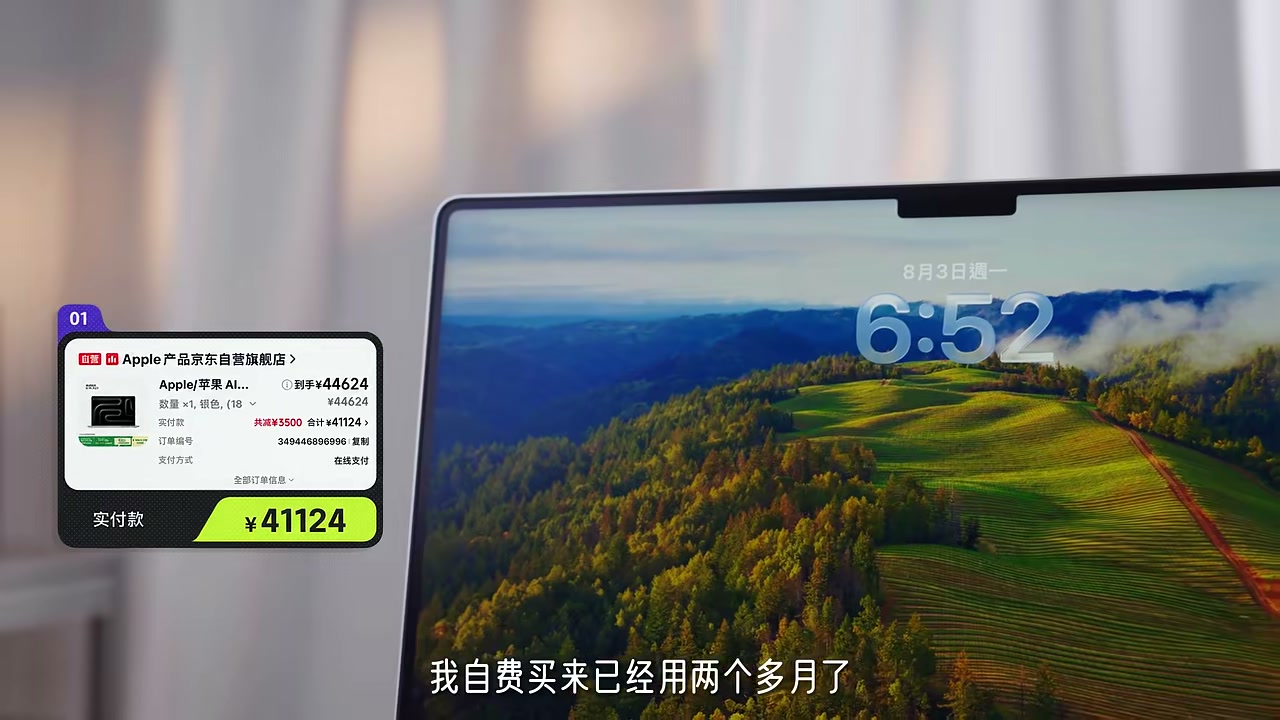 01
自营 Apple产品京东自营旗舰店
Apple/苹果 AI... 到手¥44624
数量 ×1, 银色, (18 ¥44624
实付款 共减¥3500 合计¥41124
订单编号 349446896996 复制
支付方式 在线支付
全部订单信息
实付款 ¥41124
8月3日週一
6:52
我自费买来已经用两个多月了